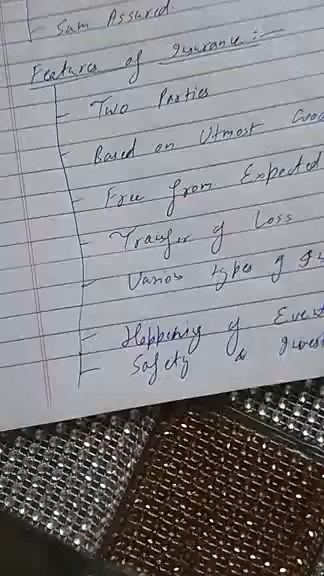 Sum Assured
Features of Insurance :-
Two Parties
Based on Utmost
Free from Expected
Transfer of Loss
Various types of
Happening of Event
Safety &